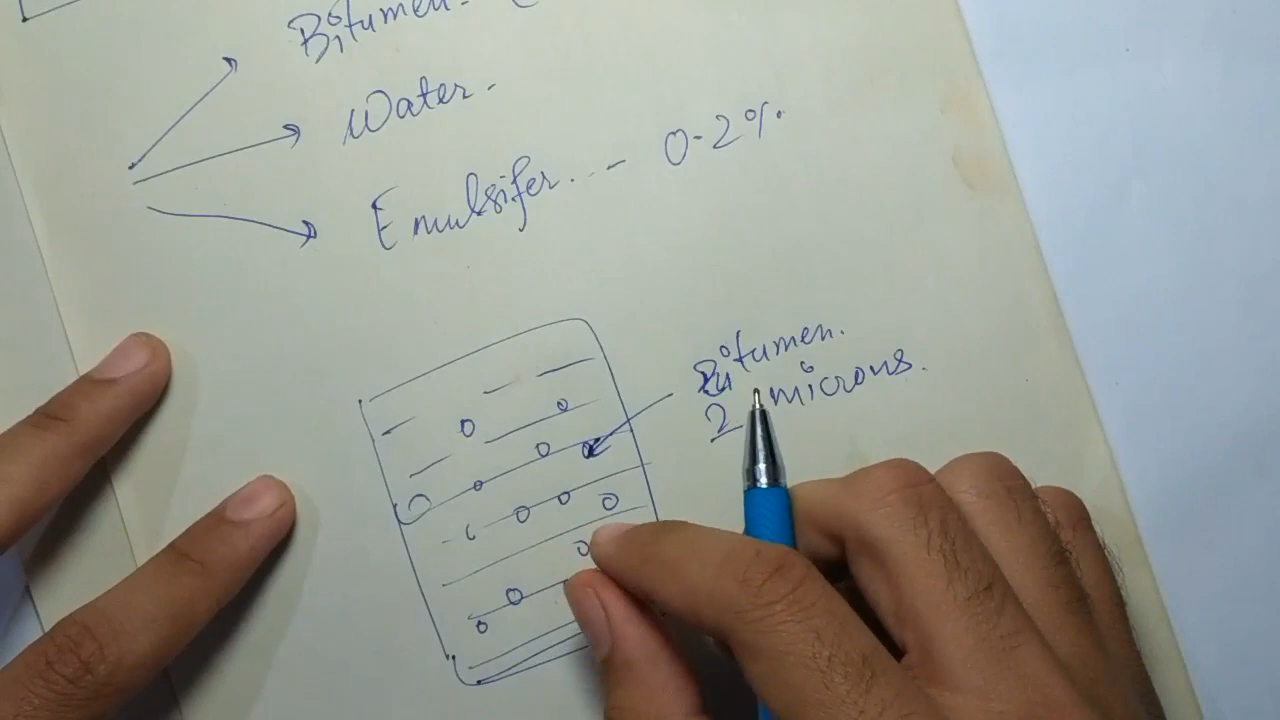 Bitumen.
Water.
Emulsifer. - 0-2%.
Bitumen.
2 microns.